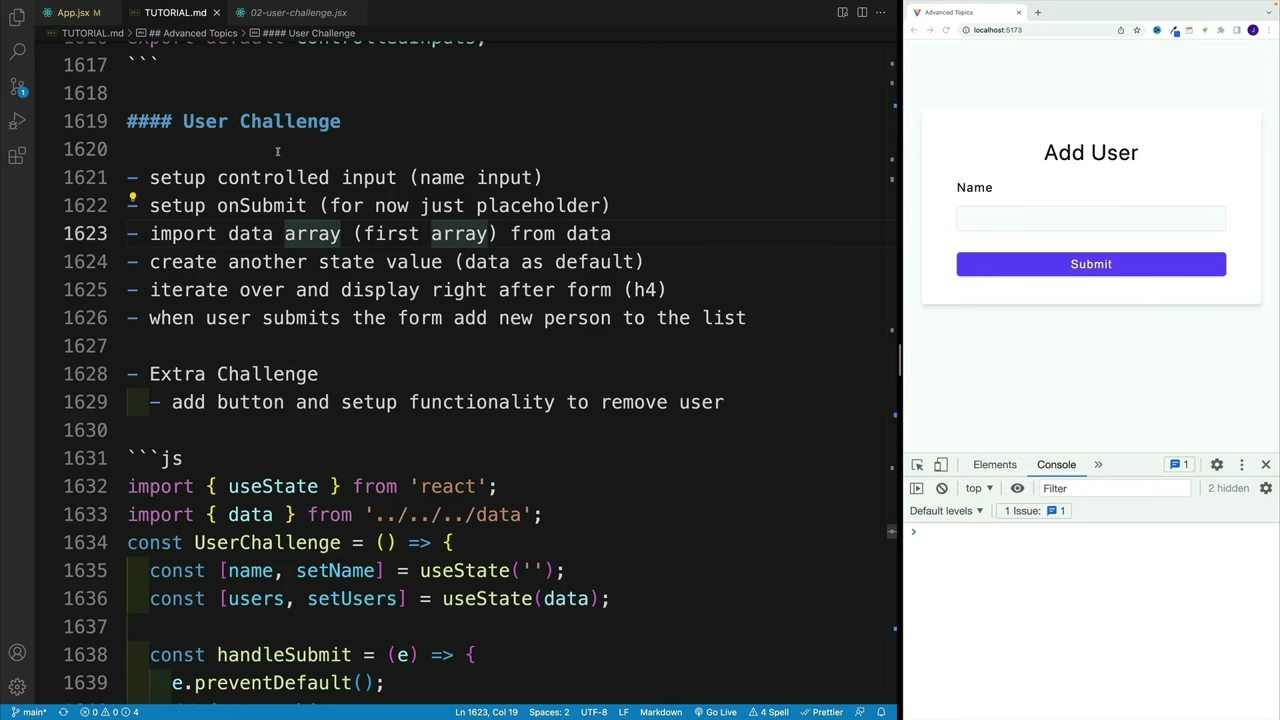 App.jsx M
TUTORIAL.md
02-user-challenge.jsx
TUTORIAL.md > ## Advanced Topics > #### User Challenge
1617 ```
1618
1619 #### User Challenge
1620
1621 - setup controlled input (name input)
1622 - setup onSubmit (for now just placeholder)
1623 - import data array (first array) from data
1624 - create another state value (data as default)
1625 - iterate over and display right after form (h4)
1626 - when user submits the form add new person to the list
1627
1628 - Extra Challenge
1629 - add button and setup functionality to remove user
1630
1631 ```js
1632 import { useState } from 'react';
1633 import { data } from '../../../data';
1634 const UserChallenge = () => {
1635 const [name, setName] = useState('');
1636 const [users, setUsers] = useState(data);
1637
1638 const handleSubmit = (e) => {
1639 e.preventDefault();
1
main* 0 0 4
Ln 1623, Col 19 Spaces: 2 UTF-8 LF Markdown Go Live 4 Spell Prettier
Advanced Topics
localhost:5173
J
Add User
Name
Submit
Elements Console » 1
top Filter 2 hidden
Default levels 1 Issue: 1
>